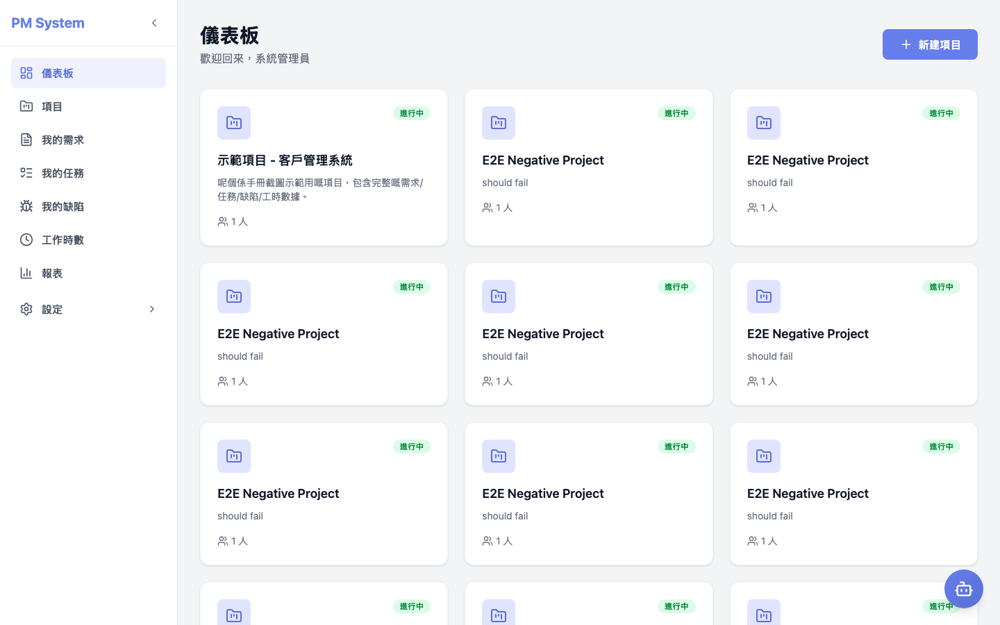 PM System
儀表板
項目
我的需求
我的任務
我的缺陷
工作時數
報表
設定
儀表板
歡迎回來，系統管理員
新建項目
進行中
示範項目 - 客戶管理系統
呢個係手冊截圖示範用嘅項目，包含完整嘅需求/
任務/缺陷/工時數據。
1 人
進行中
E2E Negative Project
should fail
1 人
進行中
E2E Negative Project
should fail
1 人
進行中
E2E Negative Project
should fail
1 人
進行中
E2E Negative Project
should fail
1 人
進行中
E2E Negative Project
should fail
1 人
進行中
E2E Negative Project
should fail
1 人
進行中
E2E Negative Project
should fail
1 人
進行中
E2E Negative Project
should fail
1 人
進行中
進行中
進行中